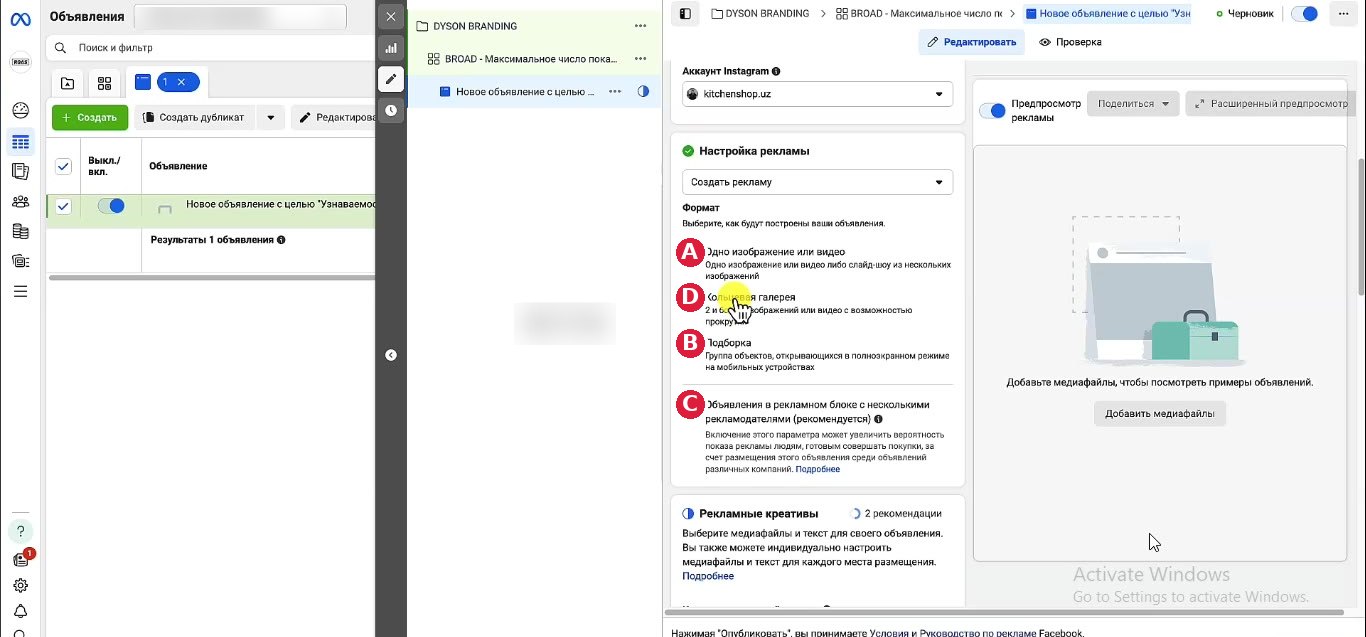 Объявления
Поиск и фильтр
1 ×
+ Создать
Создать дубликат
Редактирова
Выкл./
вкл.
Объявление
Новое объявление с целью "Узнаваемос
Результаты 1 объявления
?
1
DYSON BRANDING
BROAD - Максимальное число пока...
Новое объявление с целью ...
DYSON BRANDING
BROAD - Максимальное число пс
Новое объявление с целью "Узн
Черновик
Редактировать
Проверка
Аккаунт Instagram
kitchenshop.uz
Настройка рекламы
Создать рекламу
Формат
Выберите, как будут построены ваши объявления.
A
Одно изображение или видео
Одно изображение или видео либо слайд-шоу из нескольких
изображений
D
Кольцевая галерея
2 и бо зображений или видео с возможностью
прокрут
B
Подборка
Группа объектов, открывающихся в полноэкранном режиме
на мобильных устройствах
C
Объявления в рекламном блоке с несколькими
рекламодателями (рекомендуется)
Включение этого параметра может увеличить вероятность
показа рекламы людям, готовым совершать покупки, за
счет размещения этого объявления среди объявлений
различных компаний. Подробнее
Рекламные креативы
2 рекомендации
Выберите медиафайлы и текст для своего объявления.
Вы также можете индивидуально настроить
медиафайлы и текст для каждого места размещения.
Подробнее
Предпросмотр
рекламы
Поделиться
Расширенный предпросмотр
Добавьте медиафайлы, чтобы посмотреть примеры объявлений.
Добавить медиафайлы
Activate Windows
Go to Settings to activate Windows.
Нажимая "Опубликовать", вы принимаете Условия и Руководство по рекламе Facebook.